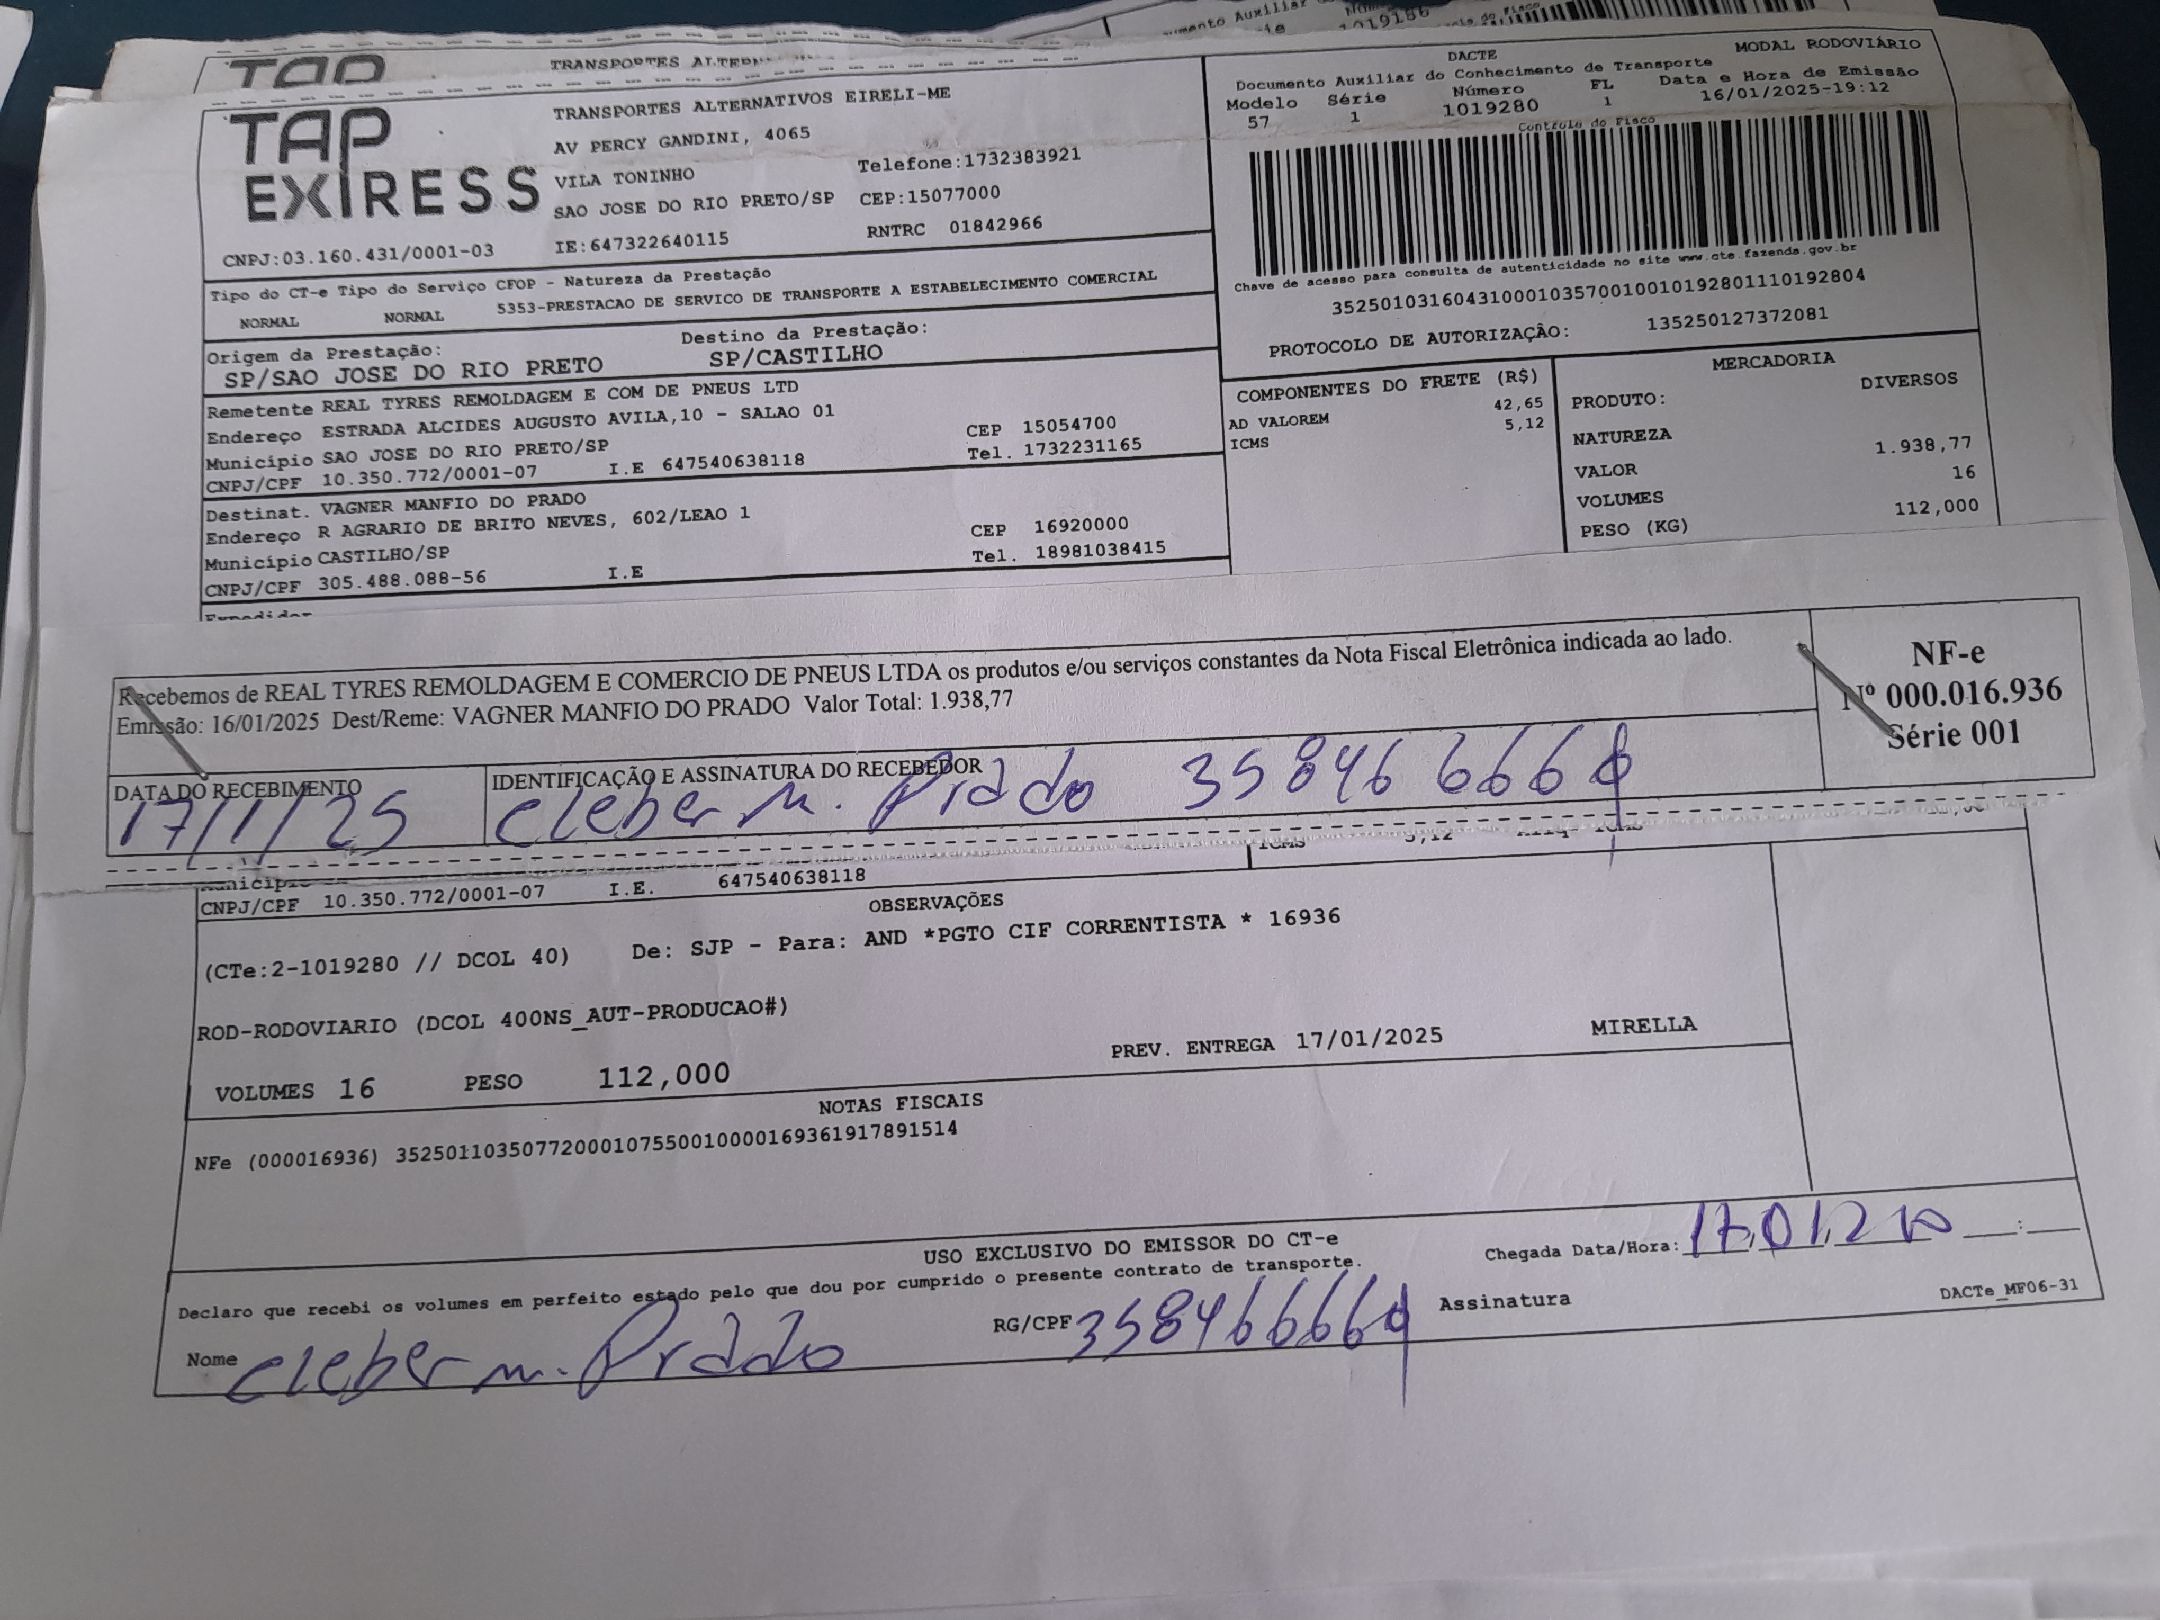 TRANSPORTES
1019186
TAP EXPRESS
TRANSPORTES ALTERNATIVOS EIRELI-ME
AV PERCY GANDINI, 4065
VILA TONINHO Telefone:1732383921
SAO JOSE DO RIO PRETO/SP CEP:15077000
CNPJ:03.160.431/0001-03 IE:647322640115 RNTRC 01842966
DACTE MODAL RODOVIÁRIO
Documento Auxiliar do Conhecimento de Transporte
Modelo Série Número FL Data e Hora de Emissão
57 1 1019280 1 16/01/2025-19:12
Controle do Fisco
Chave de acesso para consulta de autenticidade no site www.cte.fazenda.gov.br
35250103160431000103570010010192801110192804
PROTOCOLO DE AUTORIZAÇÃO: 135250127372081
Tipo do CT-e Tipo do Serviço CFOP - Natureza da Prestação
NORMAL NORMAL 5353-PRESTACAO DE SERVICO DE TRANSPORTE A ESTABELECIMENTO COMERCIAL
Origem da Prestação: Destino da Prestação:
SP/SAO JOSE DO RIO PRETO SP/CASTILHO
Remetente REAL TYRES REMOLDAGEM E COM DE PNEUS LTD
Endereço ESTRADA ALCIDES AUGUSTO AVILA,10 - SALAO 01
Município SAO JOSE DO RIO PRETO/SP CEP 15054700
CNPJ/CPF 10.350.772/0001-07 I.E 647540638118 Tel. 1732231165
Destinat. VAGNER MANFIO DO PRADO
Endereço R AGRARIO DE BRITO NEVES, 602/LEAO 1
Município CASTILHO/SP CEP 16920000
CNPJ/CPF 305.488.088-56 I.E Tel. 18981038415
Expedidor
COMPONENTES DO FRETE (R$)
AD VALOREM 42,65
ICMS 5,12
MERCADORIA
PRODUTO: DIVERSOS
NATUREZA
VALOR 1.938,77
VOLUMES 16
PESO (KG) 112,000
Recebemos de REAL TYRES REMOLDAGEM E COMERCIO DE PNEUS LTDA os produtos e/ou serviços constantes da Nota Fiscal Eletrônica indicada ao lado.
Emissão: 16/01/2025 Dest/Reme: VAGNER MANFIO DO PRADO Valor Total: 1.938,77
NF-e
Nº 000.016.936
Série 001
DATA DO RECEBIMENTO IDENTIFICAÇÃO E ASSINATURA DO RECEBEDOR
17/1/25 Cleber M. Prado
ICMS 5,12
Município
CNPJ/CPF 10.350.772/0001-07 I.E. 647540638118
OBSERVAÇÕES
(CTe:2-1019280 // DCOL 40) De: SJP - Para: AND *PGTO CIF CORRENTISTA * 16936
ROD-RODOVIARIO (DCOL 400NS_AUT-PRODUCAO#)
PREV. ENTREGA 17/01/2025 MIRELLA
VOLUMES 16 PESO 112,000
NOTAS FISCAIS
NFe (000016936) 35250110350772000107550010000169361917891514
USO EXCLUSIVO DO EMISSOR DO CT-e
Declaro que recebi os volumes em perfeito estado pelo que dou por cumprido o presente contrato de transporte.
Chegada Data/Hora:
Nome Cleber M. Prado RG/CPF Assinatura
DACTe_MF06-31